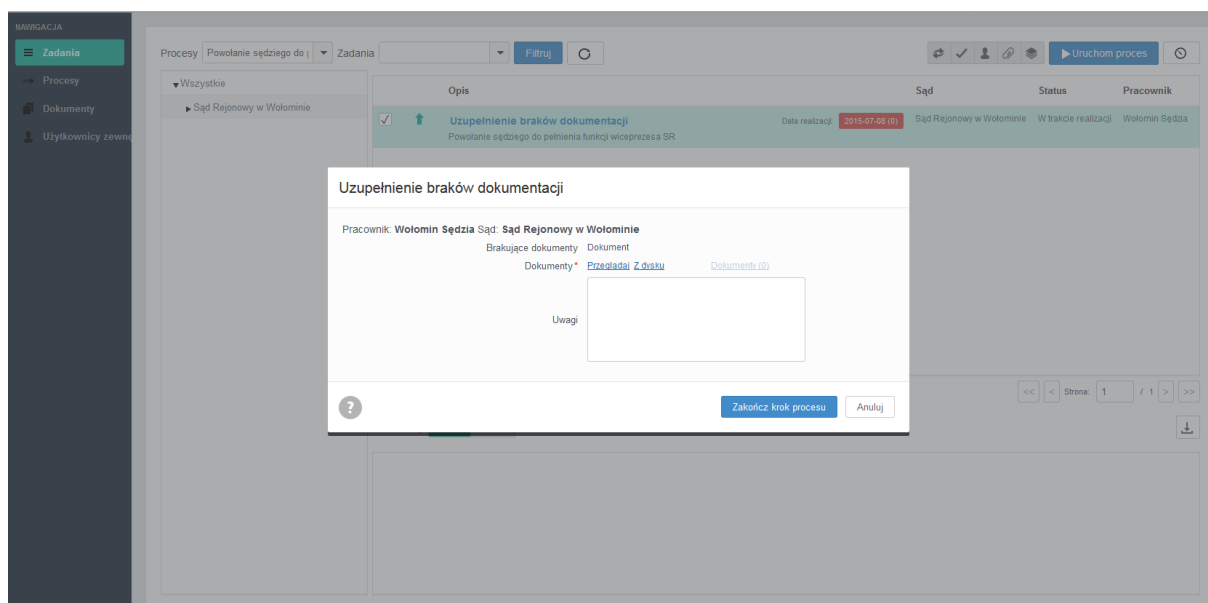 NAWIGACJA
Zadania
Procesy
Dokumenty
Użytkownicy zewnę
Procesy Powołanie sędziego do p Zadania Filtruj Uruchom proces
Wszystkie
Sąd Rejonowy w Wołominie
Opis Sąd Status Pracownik
Uzupełnienie braków dokumentacji Data realizacji: 2015-07-08 (0) Sąd Rejonowy w Wołominie W trakcie realizacji Wołomin Sędzia
Powołanie sędziego do pełnienia funkcji wiceprezesa SR
Uzupełnienie braków dokumentacji
Pracownik: Wołomin Sędzia Sąd: Sąd Rejonowy w Wołominie
Brakujące dokumenty Dokument
Dokumenty* Przeglądaj Z dysku Dokumenty (0)
Uwagi
? Zakończ krok procesu Anuluj
<< < Strona: 1 / 1 > >>